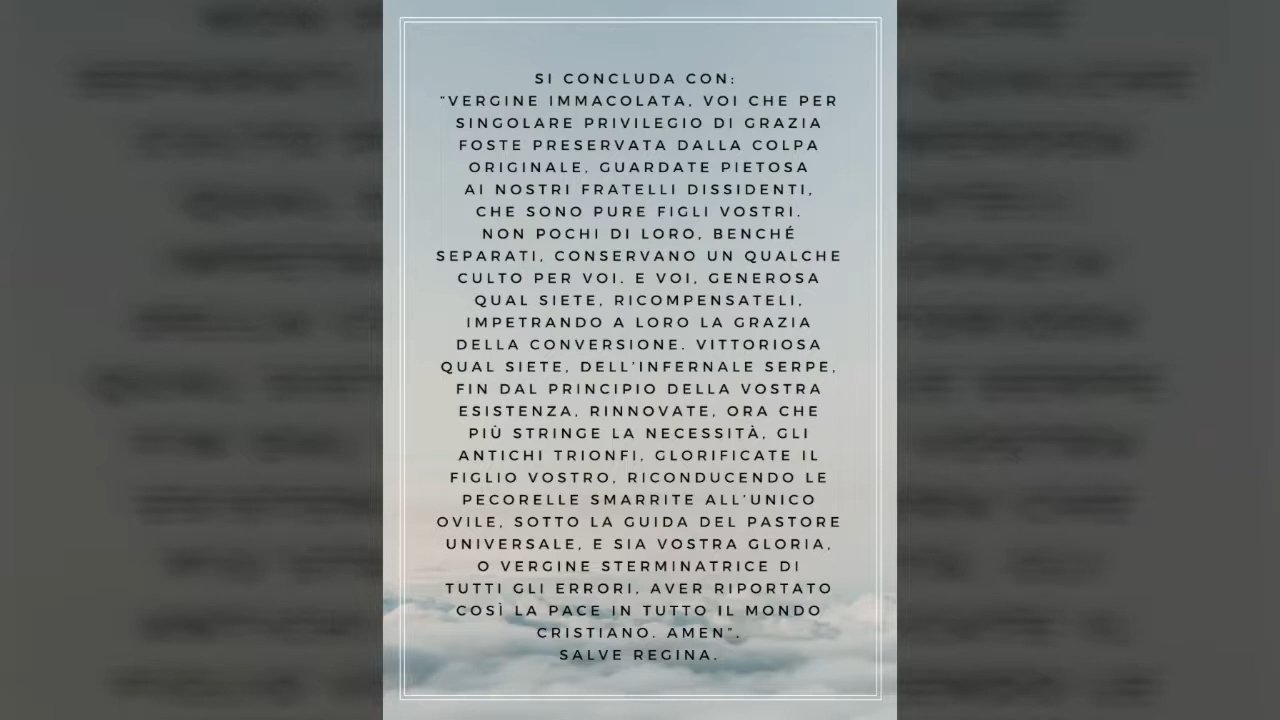 SI CONCLUDA CON:
"VERGINE IMMACOLATA, VOI CHE PER
SINGOLARE PRIVILEGIO DI GRAZIA
FOSTE PRESERVATA DALLA COLPA
ORIGINALE, GUARDATE PIETOSA
AI NOSTRI FRATELLI DISSIDENTI,
CHE SONO PURE FIGLI VOSTRI.
NON POCHI DI LORO, BENCHÉ
SEPARATI, CONSERVANO UN QUALCHE
CULTO PER VOI. E VOI, GENEROSA
QUAL SIETE, RICOMPENSATELI,
IMPETRANDO A LORO LA GRAZIA
DELLA CONVERSIONE. VITTORIOSA
QUAL SIETE, DELL'INFERNALE SERPE,
FIN DAL PRINCIPIO DELLA VOSTRA
ESISTENZA, RINNOVATE, ORA CHE
PIÙ STRINGE LA NECESSITÀ, GLI
ANTICHI TRIONFI, GLORIFICATE IL
FIGLIO VOSTRO, RICONDUCENDO LE
PECORELLE SMARRITE ALL'UNICO
OVILE, SOTTO LA GUIDA DEL PASTORE
UNIVERSALE, E SIA VOSTRA GLORIA,
O VERGINE STERMINATRICE DI
TUTTI GLI ERRORI, AVER RIPORTATO
COSÌ LA PACE IN TUTTO IL MONDO
CRISTIANO. AMEN".
SALVE REGINA.